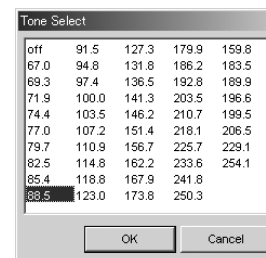 Tone Select
off 91.5 127.3 179.9 159.8
67.0 94.8 131.8 186.2 183.5
69.3 97.4 136.5 192.8 189.9
71.9 100.0 141.3 203.5 196.6
74.4 103.5 146.2 210.7 199.5
77.0 107.2 151.4 218.1 206.5
79.7 110.9 156.7 225.7 229.1
82.5 114.8 162.2 233.6 254.1
85.4 118.8 167.9 241.8
88.5 123.0 173.8 250.3
OK Cancel